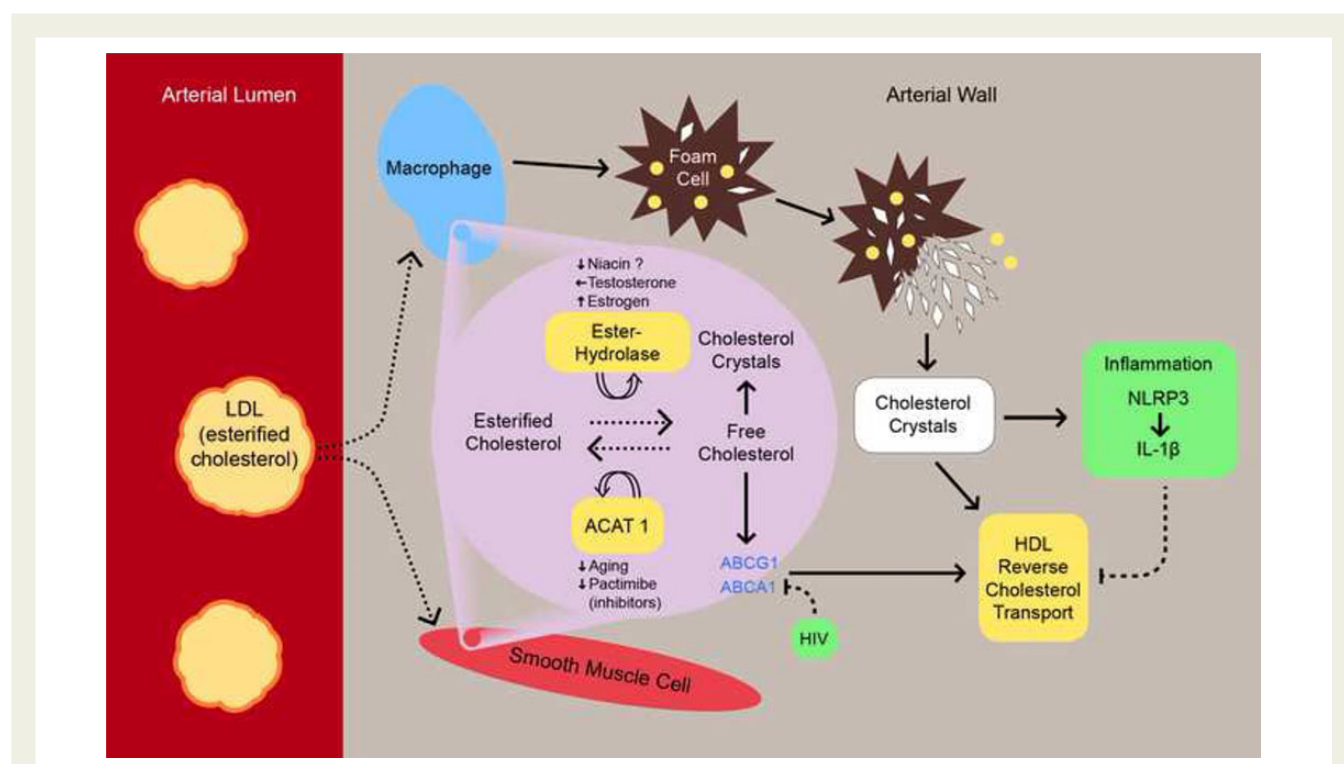 Arterial Lumen
Arterial Wall
Macrophage
Foam
Cell
↓Niacin ?
←Testosterone
↑Estrogen
Ester-
Hydrolase
Cholesterol
Crystals
LDL
(esterified
cholesterol)
Esterified
Cholesterol
Free
Cholesterol
Cholesterol
Crystals
Inflammation
NLRP3
IL-1β
ACAT 1
↓Aging
↓Pactimibe
(inhibitors)
ABCG1
ABCA1
HIV
HDL
Reverse
Cholesterol
Transport
Smooth Muscle Cell